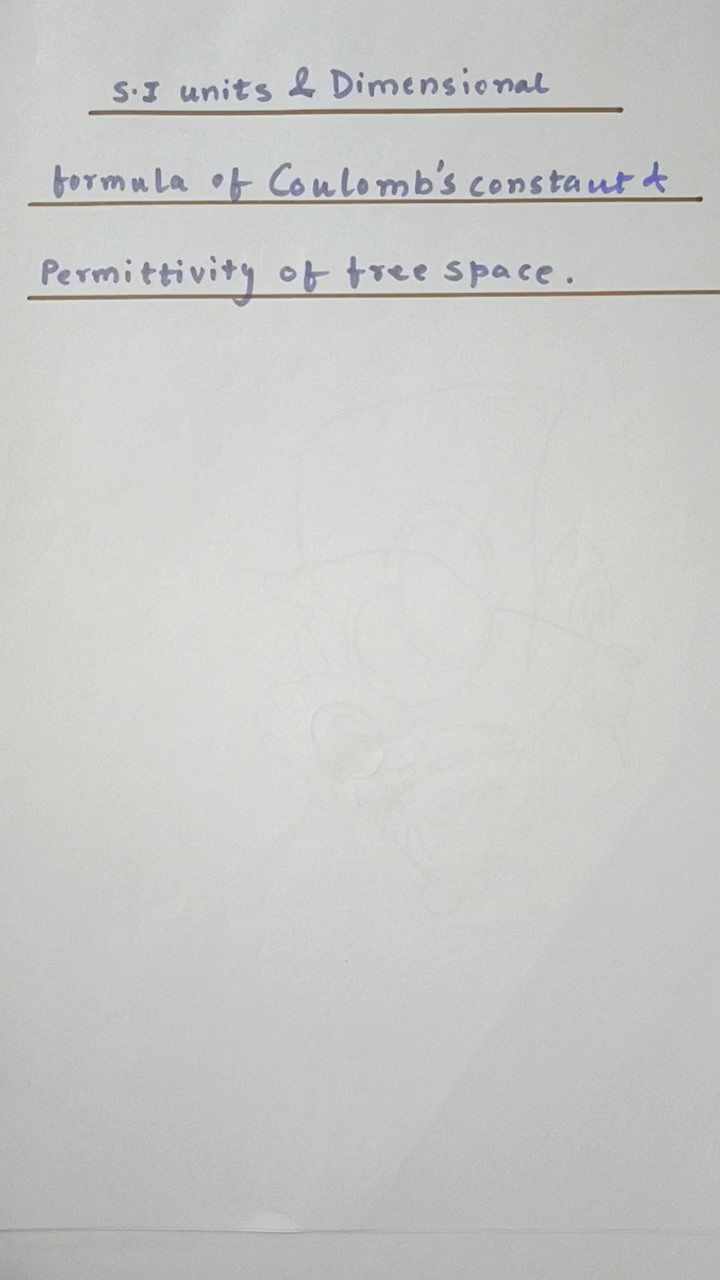 S.I units & Dimensional
formula of Coulomb's constant &
Permittivity of free space.